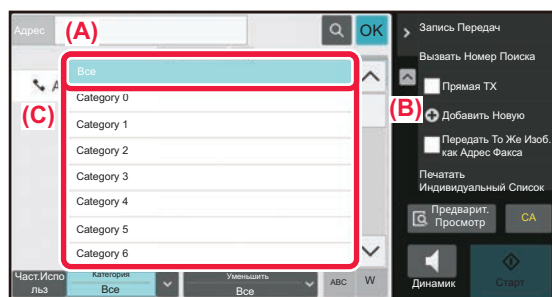 Адрес
(A)
OK
Запись Передач
Все
Вызвать Номер Поиска
Прямая TX
(C)
Category 0
(B)
Добавить Новую
Category 1
Category 2
Передать То Же Изоб.
как Адрес Факса
Category 3
Печатать
Индивидуальный Список
Category 4
Предварит.
Просмотр
CA
Category 5
Category 6
Част.Испо
льз
Категория
Все
Уменьшить
Все
ABC
W
Динамик
Старт